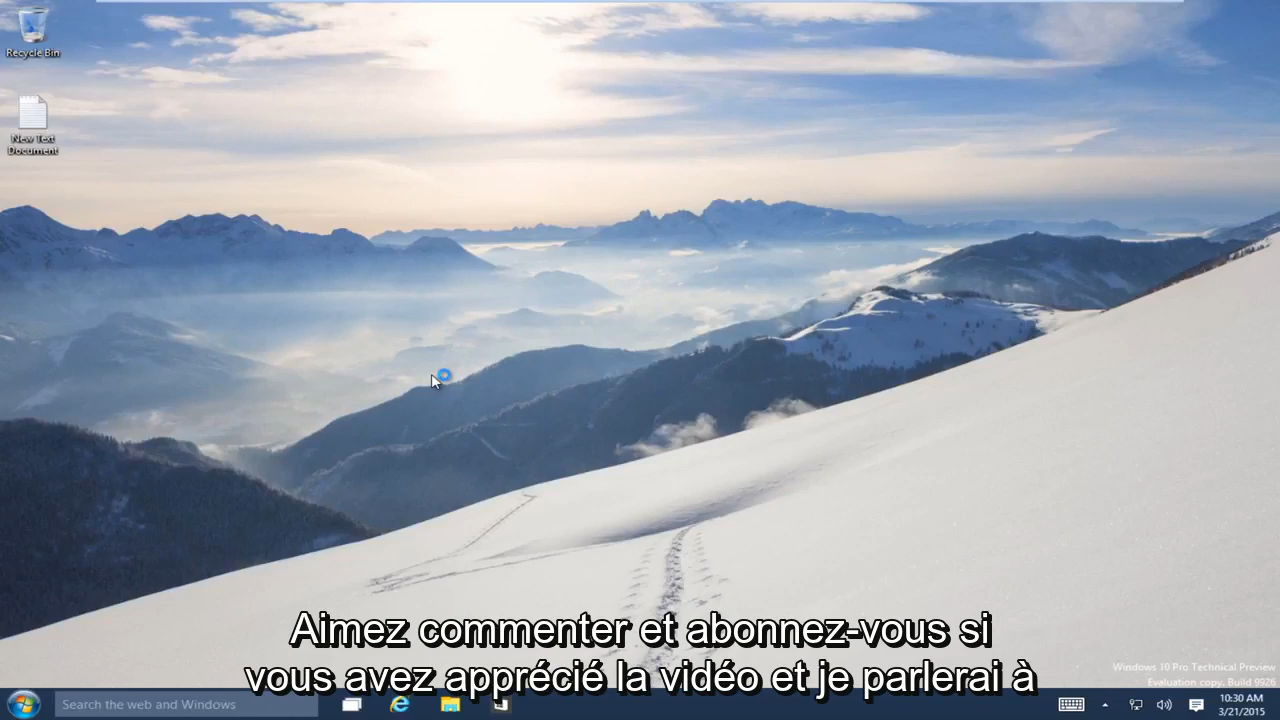 Recycle Bin
New Text
Document
Aimez commenter et abonnez-vous si
vous avez apprécié la vidéo et je parlerai à
Windows 10 Pro Technical Preview
Evaluation copy. Build 9926
Search the web and Windows
10:30 AM
3/21/2015